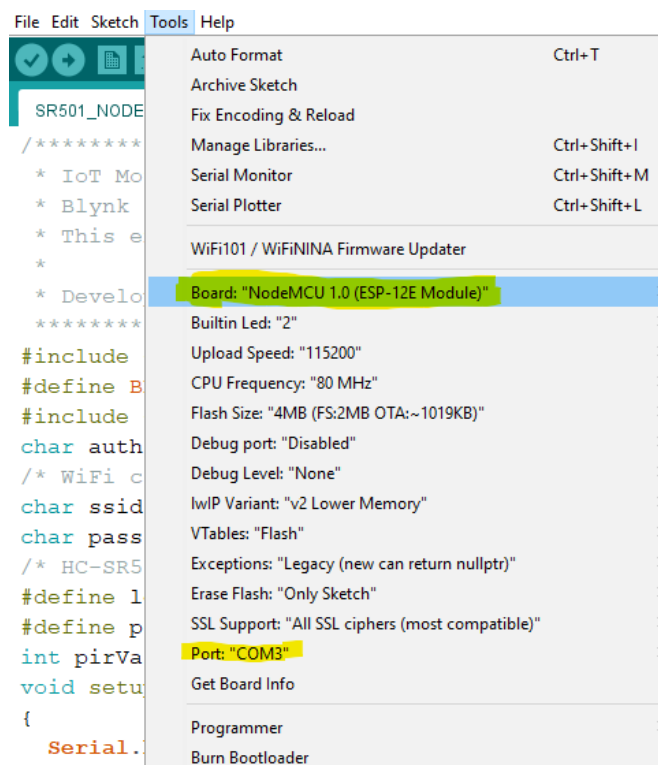 File Edit Sketch Tools Help
Auto Format Ctrl+T
Archive Sketch
SR501_NODE
Fix Encoding & Reload
/********
Manage Libraries... Ctrl+Shift+I
* IoT Mo
Serial Monitor Ctrl+Shift+M
* Blynk
Serial Plotter Ctrl+Shift+L
* This e
WiFi101 / WiFiNINA Firmware Updater
*
* Develo
Board: "NodeMCU 1.0 (ESP-12E Module)"
********
Builtin Led: "2"
#include
Upload Speed: "115200"
#define B
CPU Frequency: "80 MHz"
#include
Flash Size: "4MB (FS:2MB OTA:~1019KB)"
char auth
Debug port: "Disabled"
/* WiFi c
Debug Level: "None"
char ssid
IwIP Variant: "v2 Lower Memory"
char pass
VTables: "Flash"
/* HC-SR5
Exceptions: "Legacy (new can return nullptr)"
#define l
Erase Flash: "Only Sketch"
#define p
SSL Support: "All SSL ciphers (most compatible)"
int pirVa
Port: "COM3"
void setu
Get Board Info
{
Programmer
Serial.
Burn Bootloader